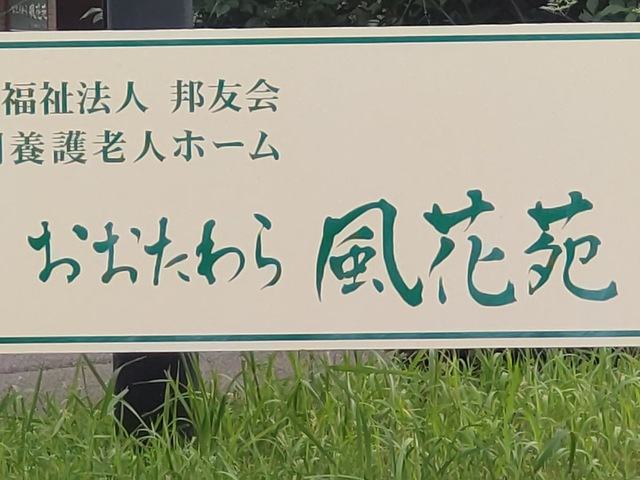 福祉法人 邦友会
養護老人ホーム
おおたわら 風花苑